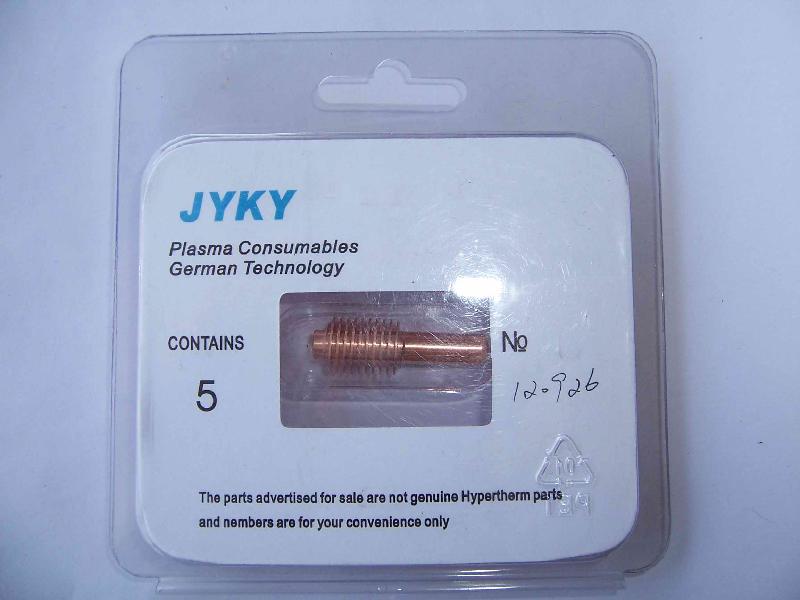 JYKY
Plasma Consumables
German Technology
CONTAINS
5
№
120926
The parts advertised for sale are not genuine Hypertherm parts
and nembers are for your convenience only